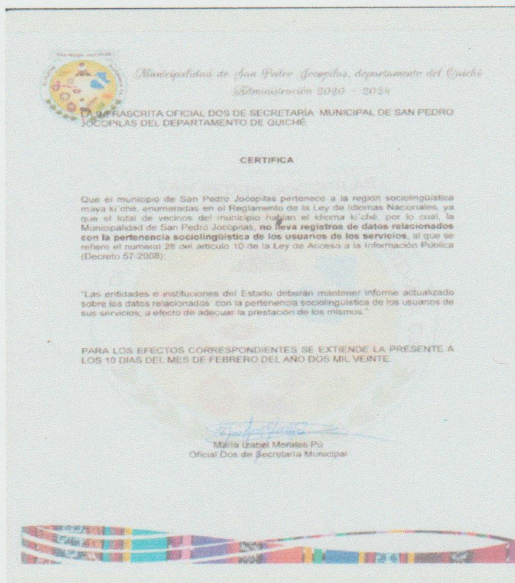 Municipalidad de San Pedro Jocopilas, departamento del Quiché
Administración 2020 - 2024
LA INFRASCRITA OFICIAL DOS DE SECRETARIA MUNICIPAL DE SAN PEDRO
JOCOPILAS DEL DEPARTAMENTO DE QUICHÉ.
CERTIFICA
Que el municipio de San Pedro Jocopilas pertenece a la region sociolingüística
maya ki´che, enumeradas en el Reglamento de la Ley de Idiomas Nacionales, ya
que el total de vecinos del municipio hablan el idioma ki´ché, por lo cual, la
Municipalidad de San Pedro Jocopilas, no lleva registros de datos relacionados
con la pertenencia sociolingüística de los usuarios de los servicios, al que se
refiere el numeral 28 del artículo 10 de la Ley de Acceso a la Información Pública
(Decreto 57-2008):
"Las entidades e instituciones del Estado deberán mantener informe actualizado
sobre los datos relacionados con la pertenencia sociolingüística de los usuarios de
sus servicios, a efecto de adecuar la prestación de los mismos."
PARA LOS EFECTOS CORRESPONDIENTES SE EXTIENDE LA PRESENTE A
LOS 10 DIAS DEL MES DE FEBRERO DEL AÑO DOS MIL VEINTE.
María Izabel Morales Pú
Oficial Dos de Secretaría Municipal